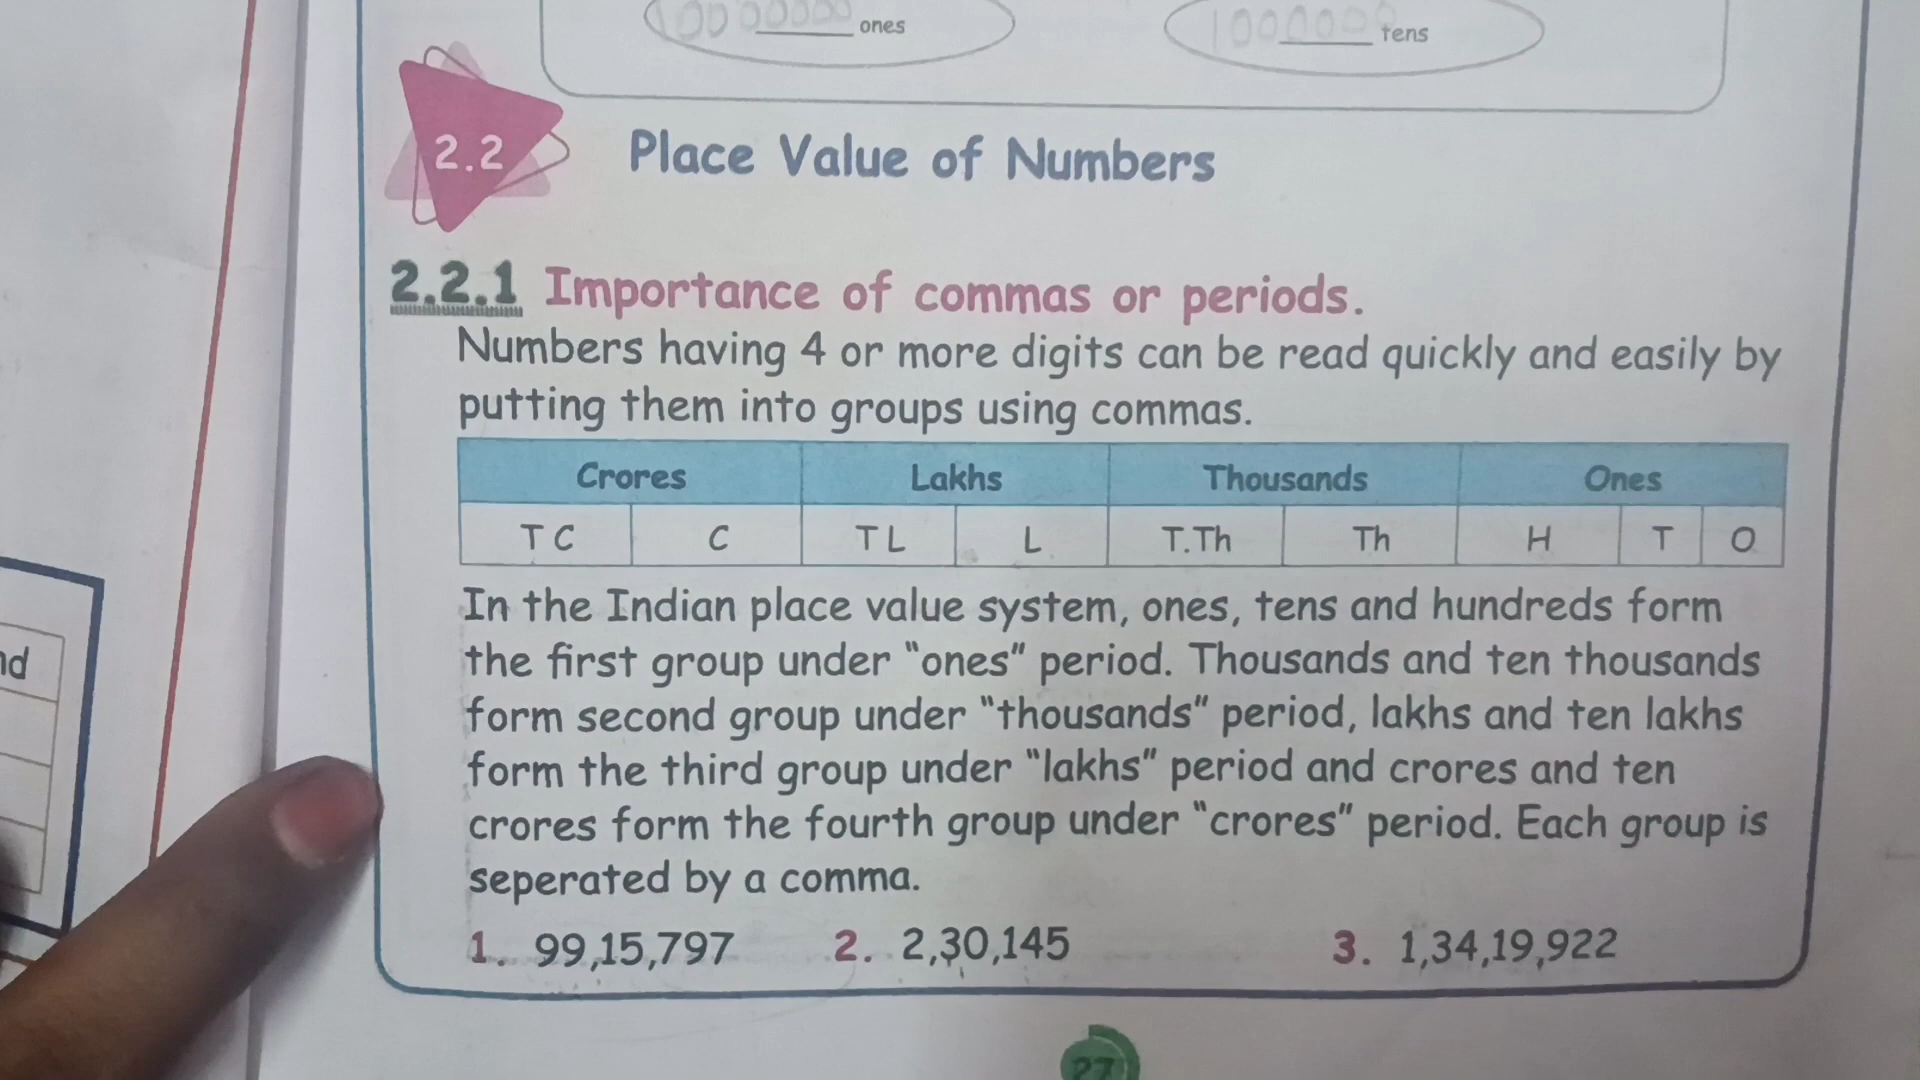 ones
tens
2.2
Place Value of Numbers
2.2.1 Importance of commas or periods.
Numbers having 4 or more digits can be read quickly and easily by
putting them into groups using commas.
Crores Lakhs Thousands Ones
T C C T L L T.Th Th H T O
In the Indian place value system, ones, tens and hundreds form
the first group under "ones" period. Thousands and ten thousands
form second group under "thousands" period, lakhs and ten lakhs
form the third group under "lakhs" period and crores and ten
crores form the fourth group under "crores" period. Each group is
seperated by a comma.
1. 99,15,797 2. 2,30,145 3. 1,34,19,922
27